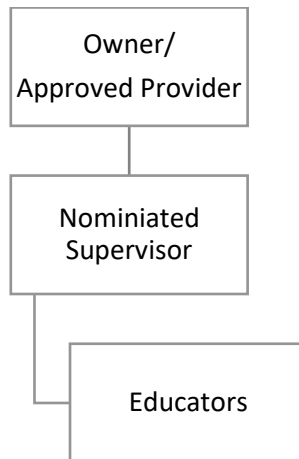 Owner/
Approved Provider
Nominiated
Supervisor
Educators